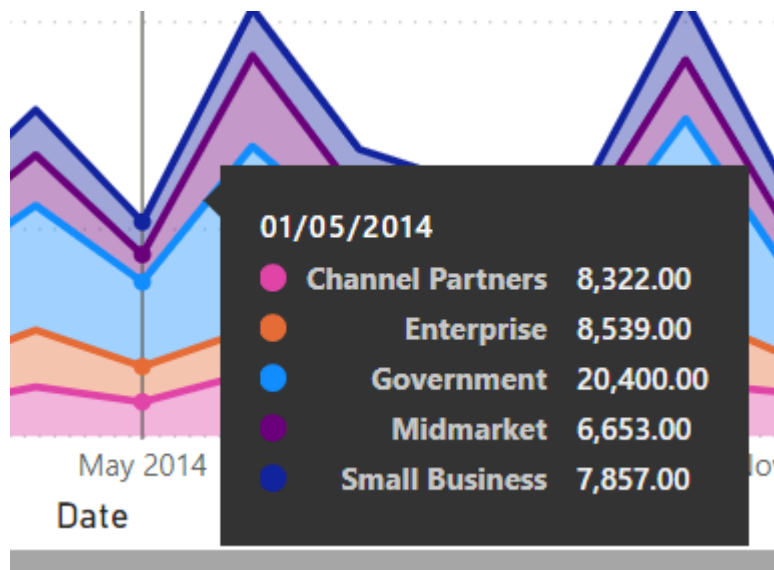 01/05/2014
Channel Partners 8,322.00
Enterprise 8,539.00
Government 20,400.00
Midmarket 6,653.00
Small Business 7,857.00
May 2014
Date